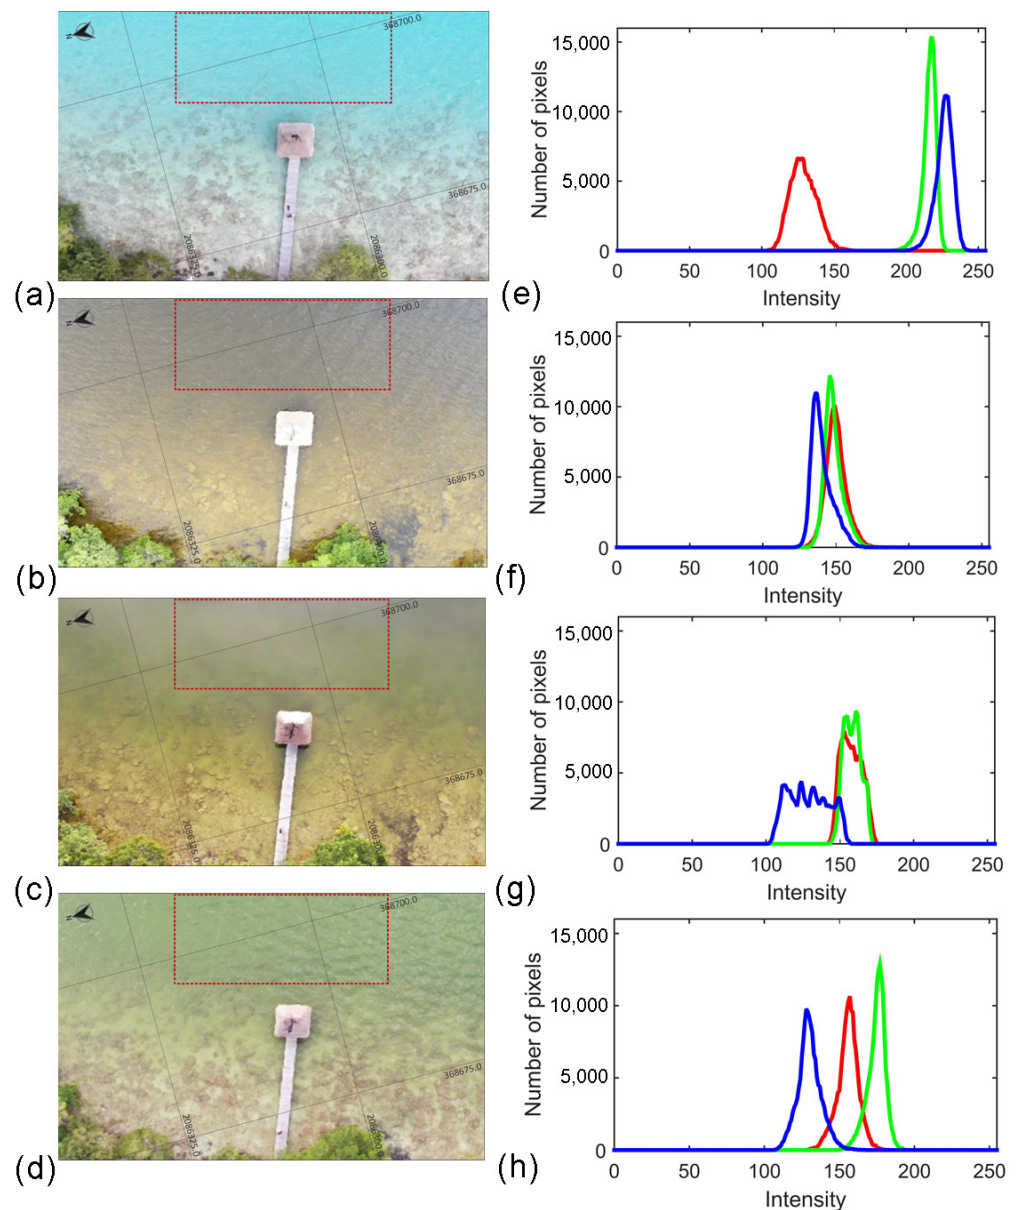 N
368700.0
368675.0
2086325.0
2086300.0
(a)
15,000
10,000
5,000
0
Number of pixels
0 50 100 150 200 250
Intensity
(e)
N
368700.0
368675.0
2086325.0
2086300.0
(b)
15,000
10,000
5,000
0
Number of pixels
0 50 100 150 200 250
Intensity
(f)
N
368700.0
368675.0
2086325.0
(c)
15,000
10,000
5,000
0
Number of pixels
0 50 100 150 200 250
Intensity
(g)
N
368700.0
368675.0
2086325.0
2086300.0
(d)
15,000
10,000
5,000
0
Number of pixels
0 50 100 150 200 250
Intensity
(h)